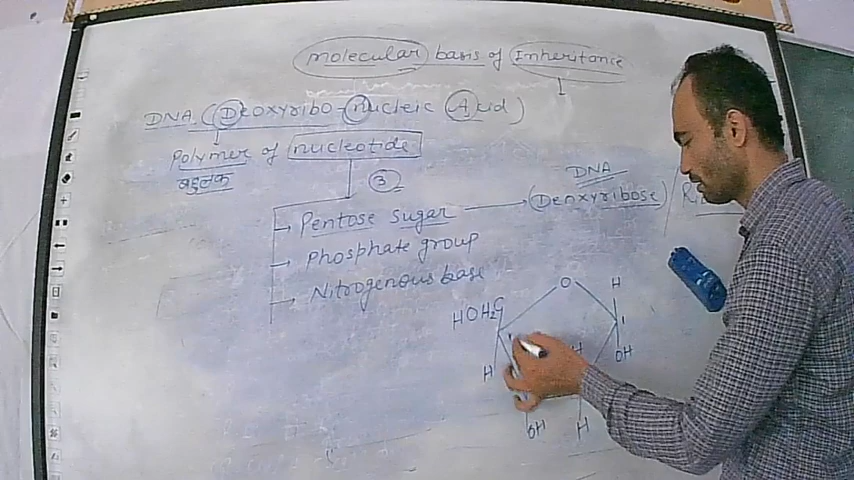 molecular basis of Inheritance
DNA. (Deoxyribo-nucleic Acid)
Polymer of nucleotide
बहुलक
3
Pentose sugar
DNA
(Deoxyribose) /
Phosphate group
Nitrogenous base
O
H
HOH₂C
H
H
OH
OH
H